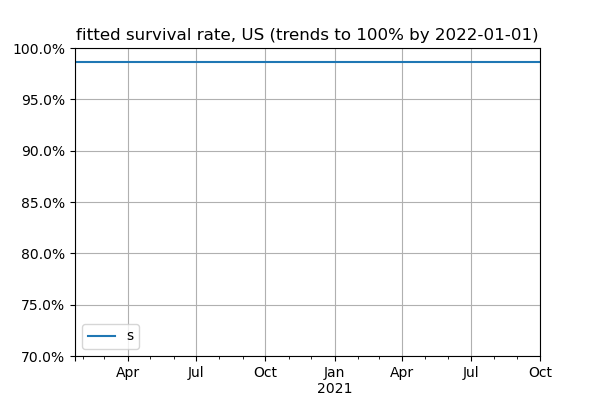 fitted survival rate, US (trends to 100% by 2022-01-01)
100.0%
95.0%
90.0%
85.0%
80.0%
75.0%
70.0%
s
Apr Jul Oct Jan Apr Jul Oct
2021